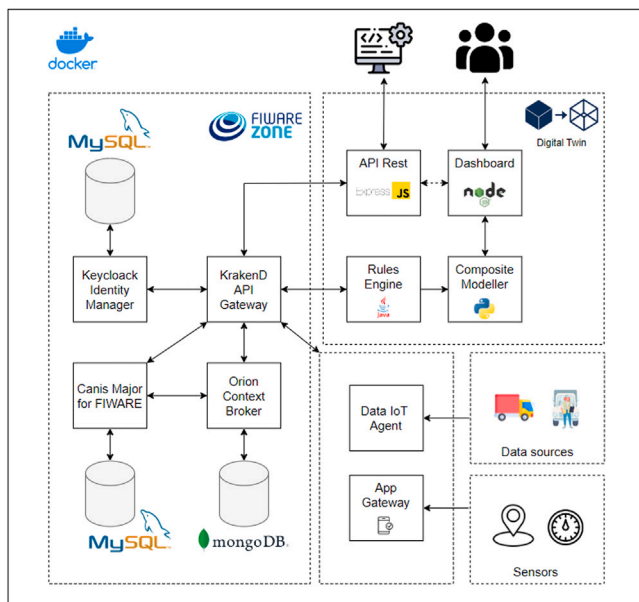 docker
MySQL
FIWARE
ZONE
Digital Twin
API Rest
Express JS
Dashboard
node
JS
Keycloack
Identity
Manager
KrakenD
API
Gateway
Rules
Engine
Java
Composite
Modeller
Canis Major
for FIWARE
Orion
Context
Broker
Data IoT
Agent
Data sources
App
Gateway
MySQL
mongoDB
Sensors